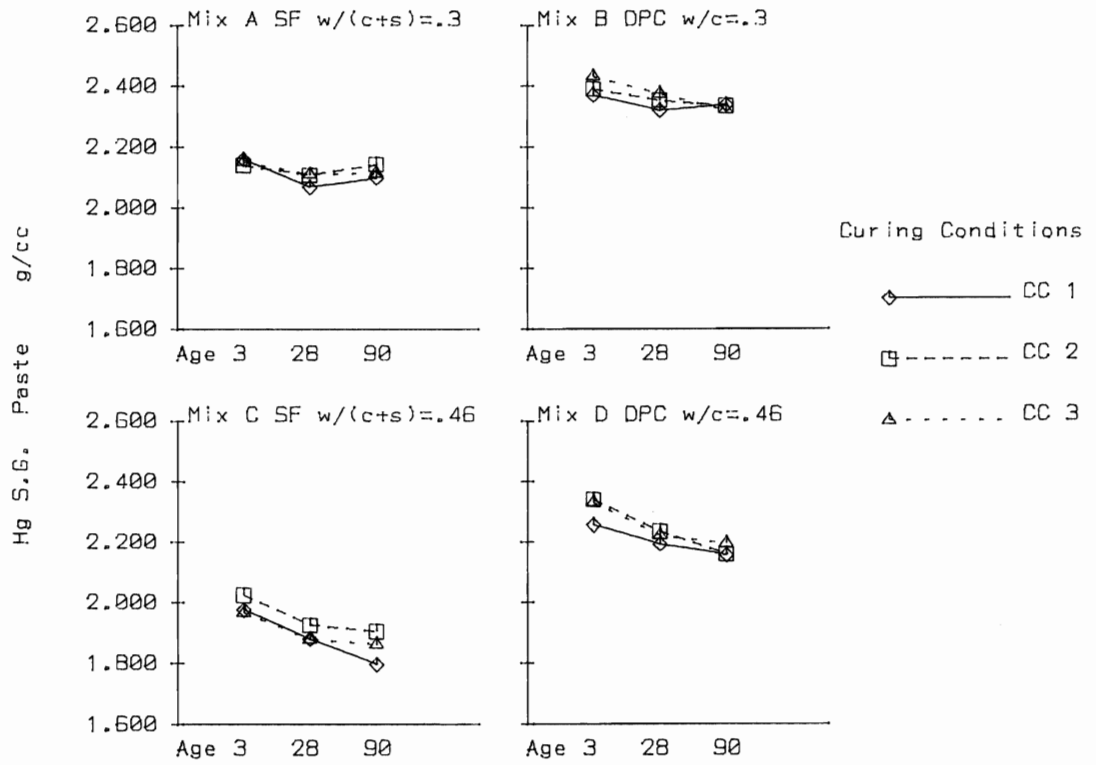 Mix A SF w/(c+s)=.3
2.600
2.400
2.200
2.000
1.800
1.600
Age 3 28 90
Mix B DPC w/c=.3
Age 3 28 90
Mix C SF w/(c+s)=.46
2.600
2.400
2.200
2.000
1.800
1.600
Age 3 28 90
Mix D DPC w/c=.46
Age 3 28 90
Hg S.G. Paste g/cc
Curing Conditions
CC 1
CC 2
CC 3